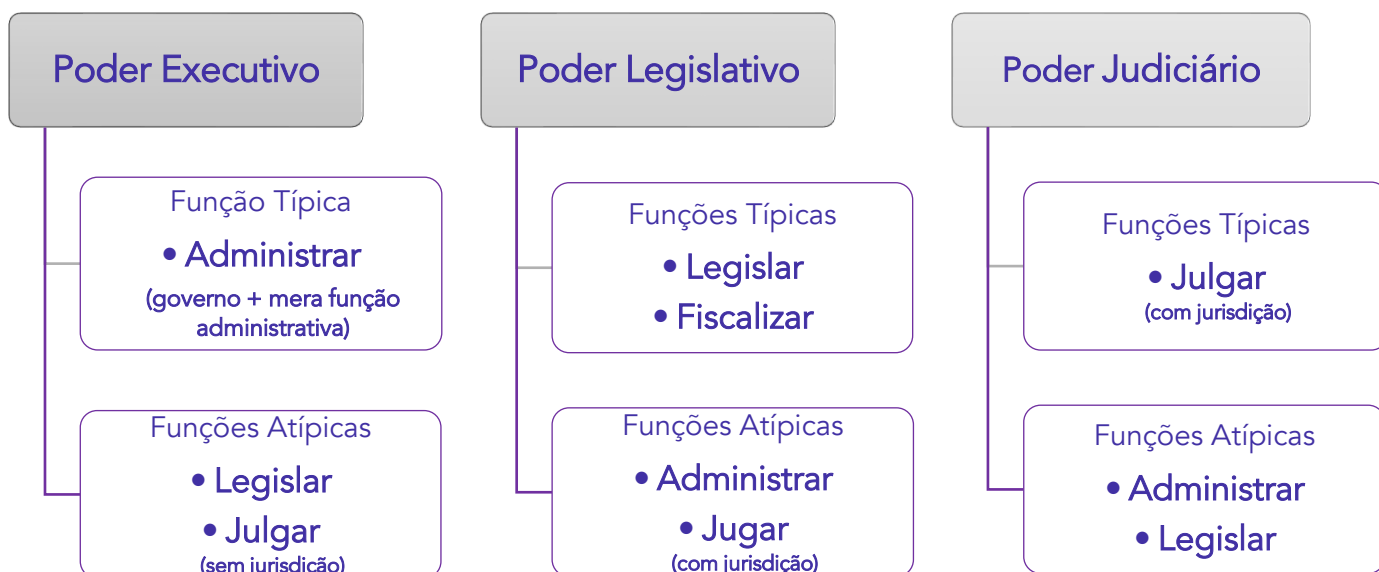 Poder Executivo
Função Típica
• Administrar
(governo + mera função
administrativa)
Funções Atípicas
• Legislar
• Julgar
(sem jurisdição)
Poder Legislativo
Funções Típicas
• Legislar
• Fiscalizar
Funções Atípicas
• Administrar
• Jugar
(com jurisdição)
Poder Judiciário
Funções Típicas
• Julgar
(com jurisdição)
Funções Atípicas
• Administrar
• Legislar